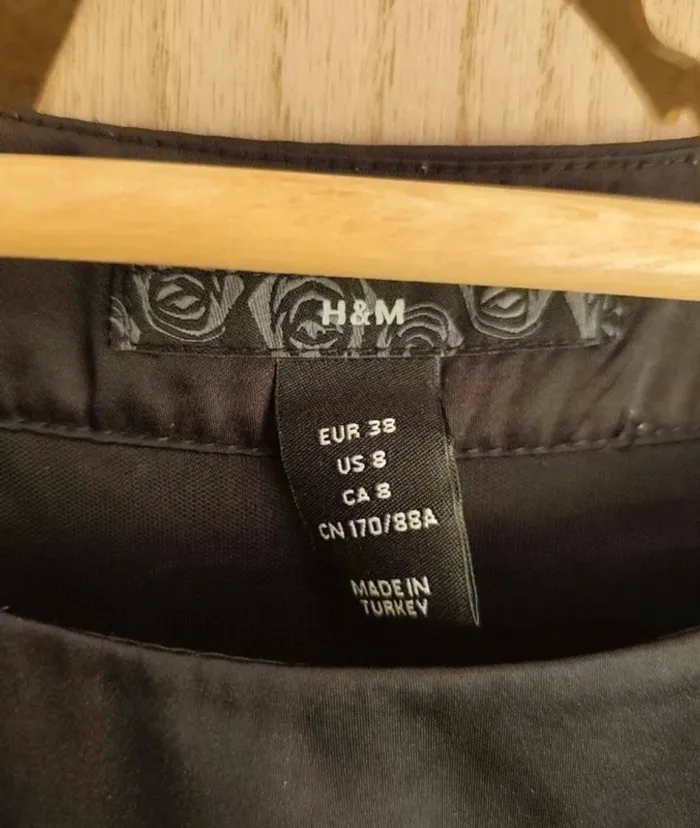 H&M
EUR 38
US 8
CA 8
CN 170/88A
MADE IN
TURKEY